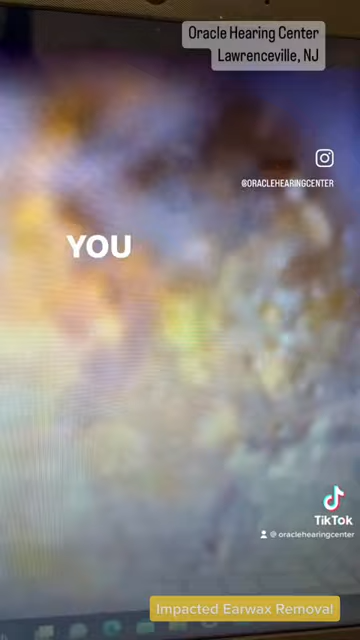 Oracle Hearing Center
Lawrenceville, NJ
@ORACLEHEARINGCENTER
YOU
TikTok
@ oraclehearingcenter
Impacted Earwax Removal